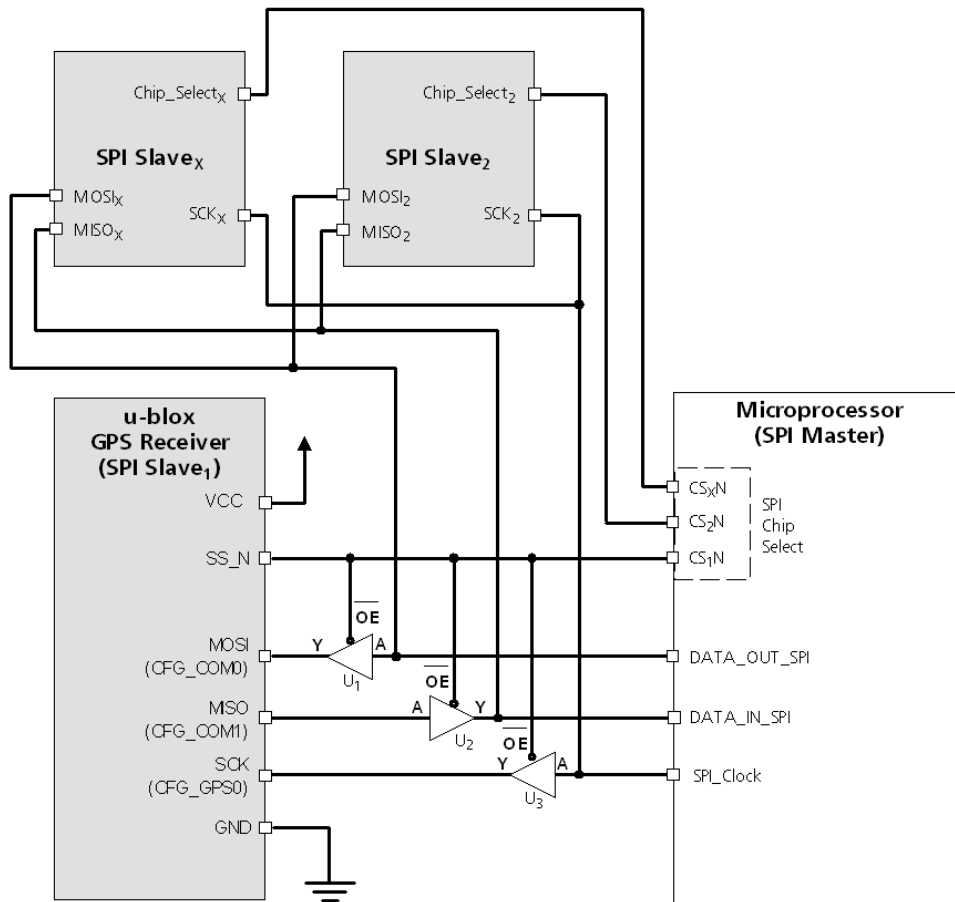 Chip_SelectX
SPI SlaveX
MOSIX
SCKX
MISOX
Chip_Select2
SPI Slave2
MOSI2
SCK2
MISO2
u-blox
GPS Receiver
(SPI Slave1)
VCC
SS_N
MOSI
(CFG_COM0)
MISO
(CFG_COM1)
SCK
(CFG_GPS0)
GND
OE
Y
A
U1
OE
A
Y
U2
OE
Y
A
U3
Microprocessor
(SPI Master)
CSXN
CS2N
CS1N
SPI
Chip
Select
DATA_OUT_SPI
DATA_IN_SPI
SPI_Clock